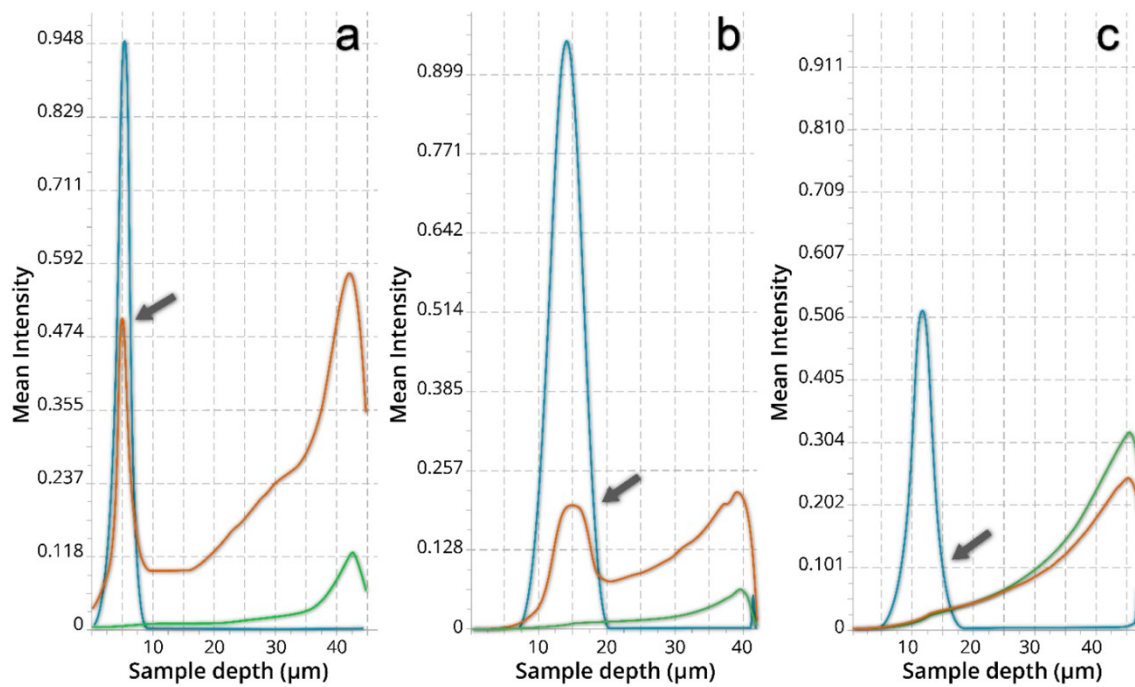 a
Mean Intensity
0.948
0.829
0.711
0.592
0.474
0.355
0.237
0.118
0
10 20 30 40
Sample depth (µm)
b
Mean Intensity
0.899
0.771
0.642
0.514
0.385
0.257
0.128
0
10 20 30 40
Sample depth (µm)
c
Mean Intensity
0.911
0.810
0.709
0.607
0.506
0.405
0.304
0.202
0.101
0
10 20 30 40
Sample depth (µm)